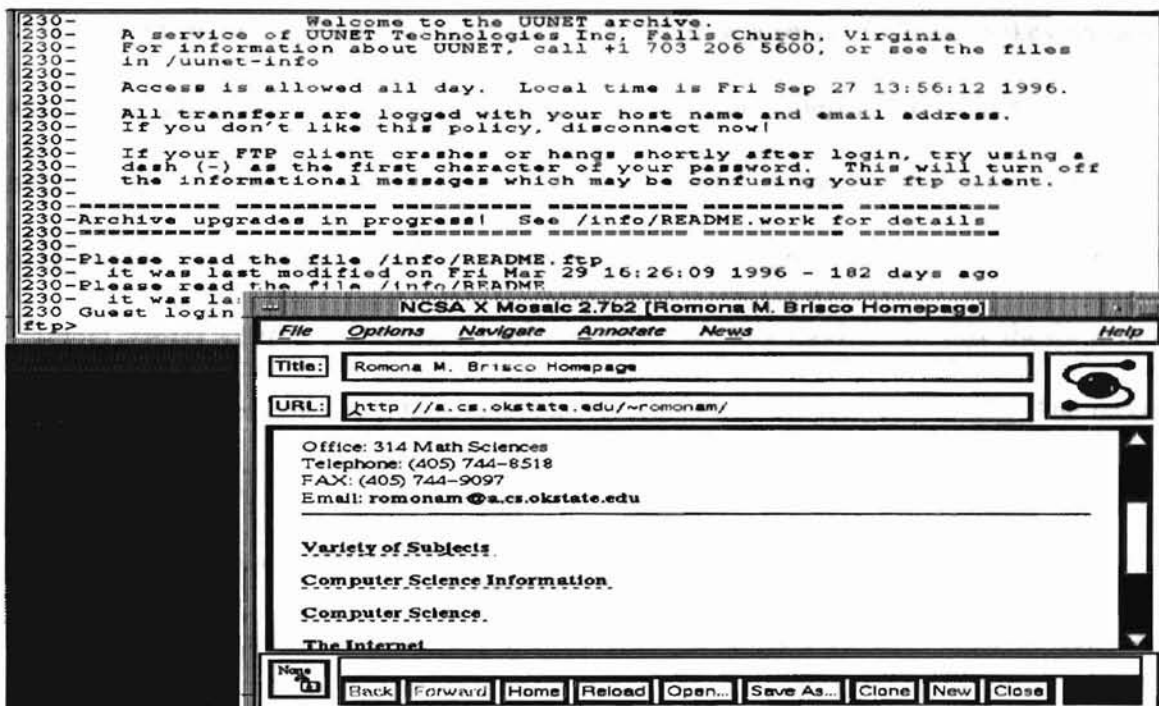 230-                 Welcome to the UUNET archive.
230-   A service of UUNET Technologies Inc, Falls Church, Virginia
230-   For information about UUNET, call +1 703 206 5600, or see the files
230-   in /uunet-info
230-
230-   Access is allowed all day.  Local time is Fri Sep 27 13:56:12 1996.
230-
230-   All transfers are logged with your host name and email address.
230-   If you don't like this policy, disconnect now!
230-
230-   If your FTP client crashes or hangs shortly after login, try using a
230-   dash (-) as the first character of your password.  This will turn off
230-   the informational messages which may be confusing your ftp client.
230-
230-========= ========= ========= ========= ========= =========
230-Archive upgrades in progress!  See /info/README.work for details
230-========= ========= ========= ========= ========= =========
230-
230-Please read the file /info/README.ftp
230-  it was last modified on Fri Mar 29 16:26:09 1996 - 182 days ago
230-Please read the file /info/README
230-  it was la
230 Guest login
ftp>
NCSA X Mosaic 2.7b2 [Romona M. Brisco Homepage]
File Options Navigate Annotate News Help
Title: Romona M. Brisco Homepage
URL: http://a.cs.okstate.edu/~romonam/
Office: 314 Math Sciences
Telephone: (405) 744-8518
FAX: (405) 744-9097
Email: romonam@a.cs.okstate.edu
Variety of Subjects
Computer Science Information
Computer Science
The Internet
None
Back Forward Home Reload Open... Save As... Clone New Close